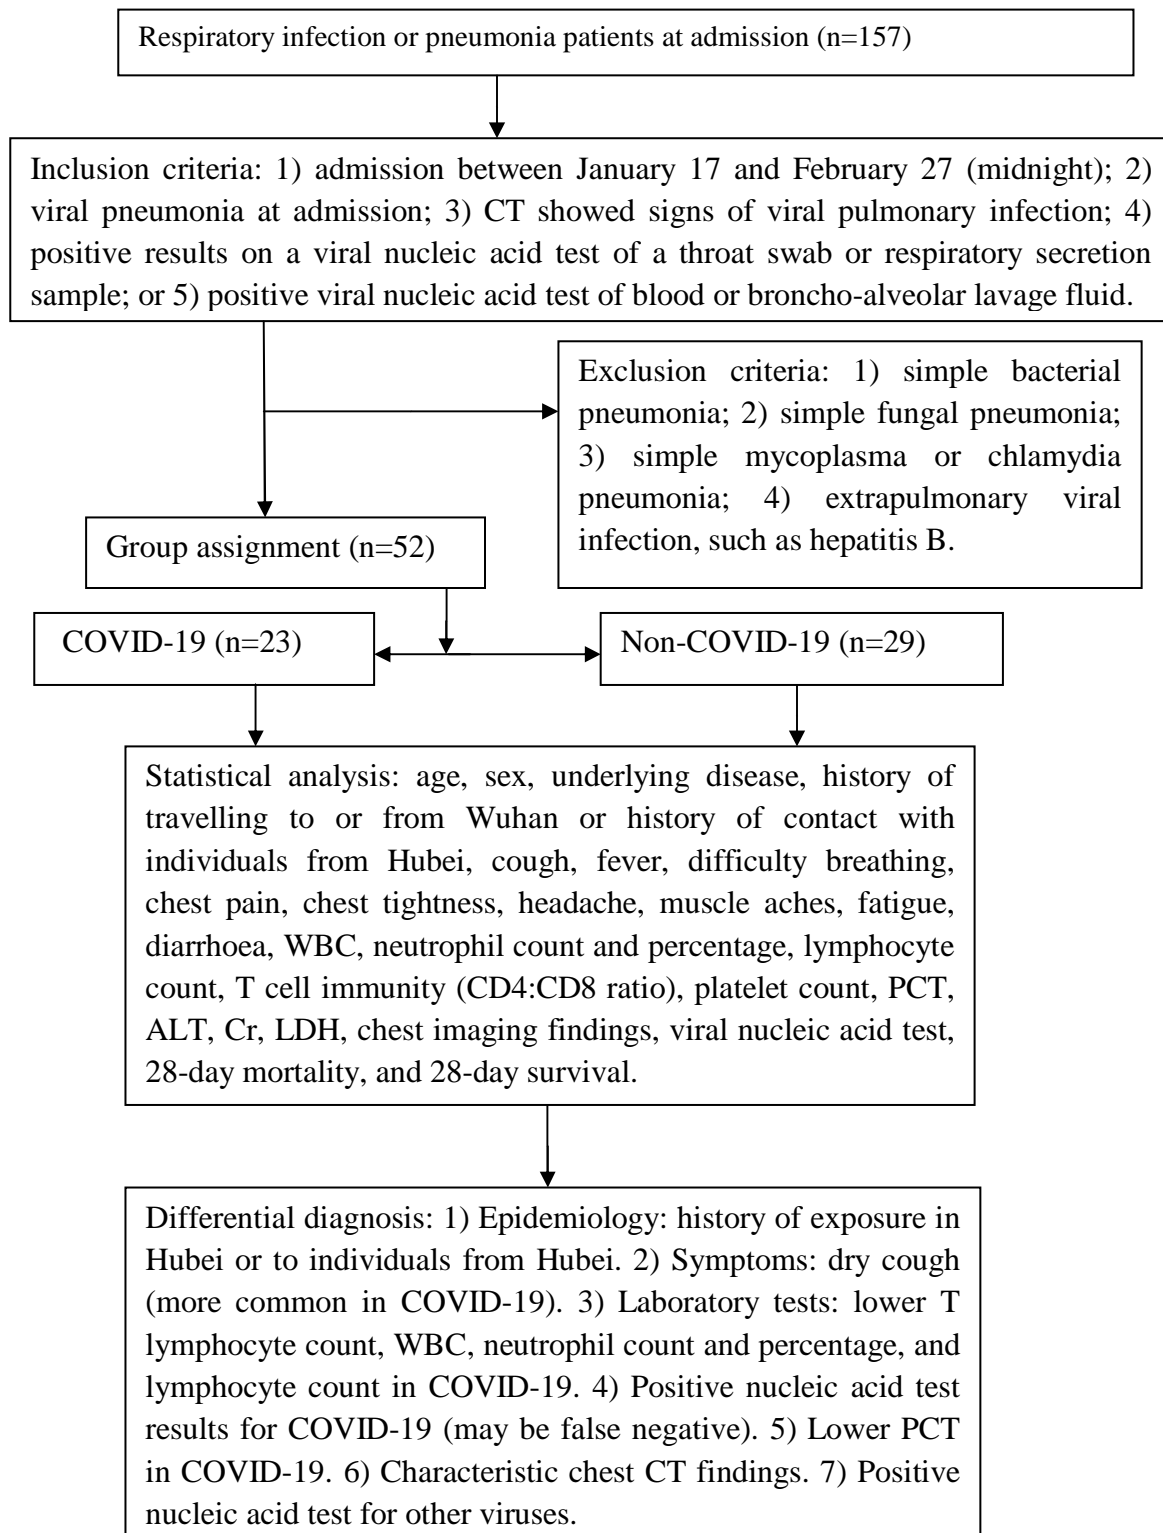 Respiratory infection or pneumonia patients at admission (n=157)
Inclusion criteria: 1) admission between January 17 and February 27 (midnight); 2)
viral pneumonia at admission; 3) CT showed signs of viral pulmonary infection; 4)
positive results on a viral nucleic acid test of a throat swab or respiratory secretion
sample; or 5) positive viral nucleic acid test of blood or broncho-alveolar lavage fluid.
Exclusion criteria: 1) simple bacterial
pneumonia; 2) simple fungal pneumonia;
3) simple mycoplasma or chlamydia
pneumonia; 4) extrapulmonary viral
infection, such as hepatitis B.
Group assignment (n=52)
COVID-19 (n=23)
Non-COVID-19 (n=29)
Statistical analysis: age, sex, underlying disease, history of
travelling to or from Wuhan or history of contact with
individuals from Hubei, cough, fever, difficulty breathing,
chest pain, chest tightness, headache, muscle aches, fatigue,
diarrhoea, WBC, neutrophil count and percentage, lymphocyte
count, T cell immunity (CD4:CD8 ratio), platelet count, PCT,
ALT, Cr, LDH, chest imaging findings, viral nucleic acid test,
28-day mortality, and 28-day survival.
Differential diagnosis: 1) Epidemiology: history of exposure in
Hubei or to individuals from Hubei. 2) Symptoms: dry cough
(more common in COVID-19). 3) Laboratory tests: lower T
lymphocyte count, WBC, neutrophil count and percentage, and
lymphocyte count in COVID-19. 4) Positive nucleic acid test
results for COVID-19 (may be false negative). 5) Lower PCT
in COVID-19. 6) Characteristic chest CT findings. 7) Positive
nucleic acid test for other viruses.